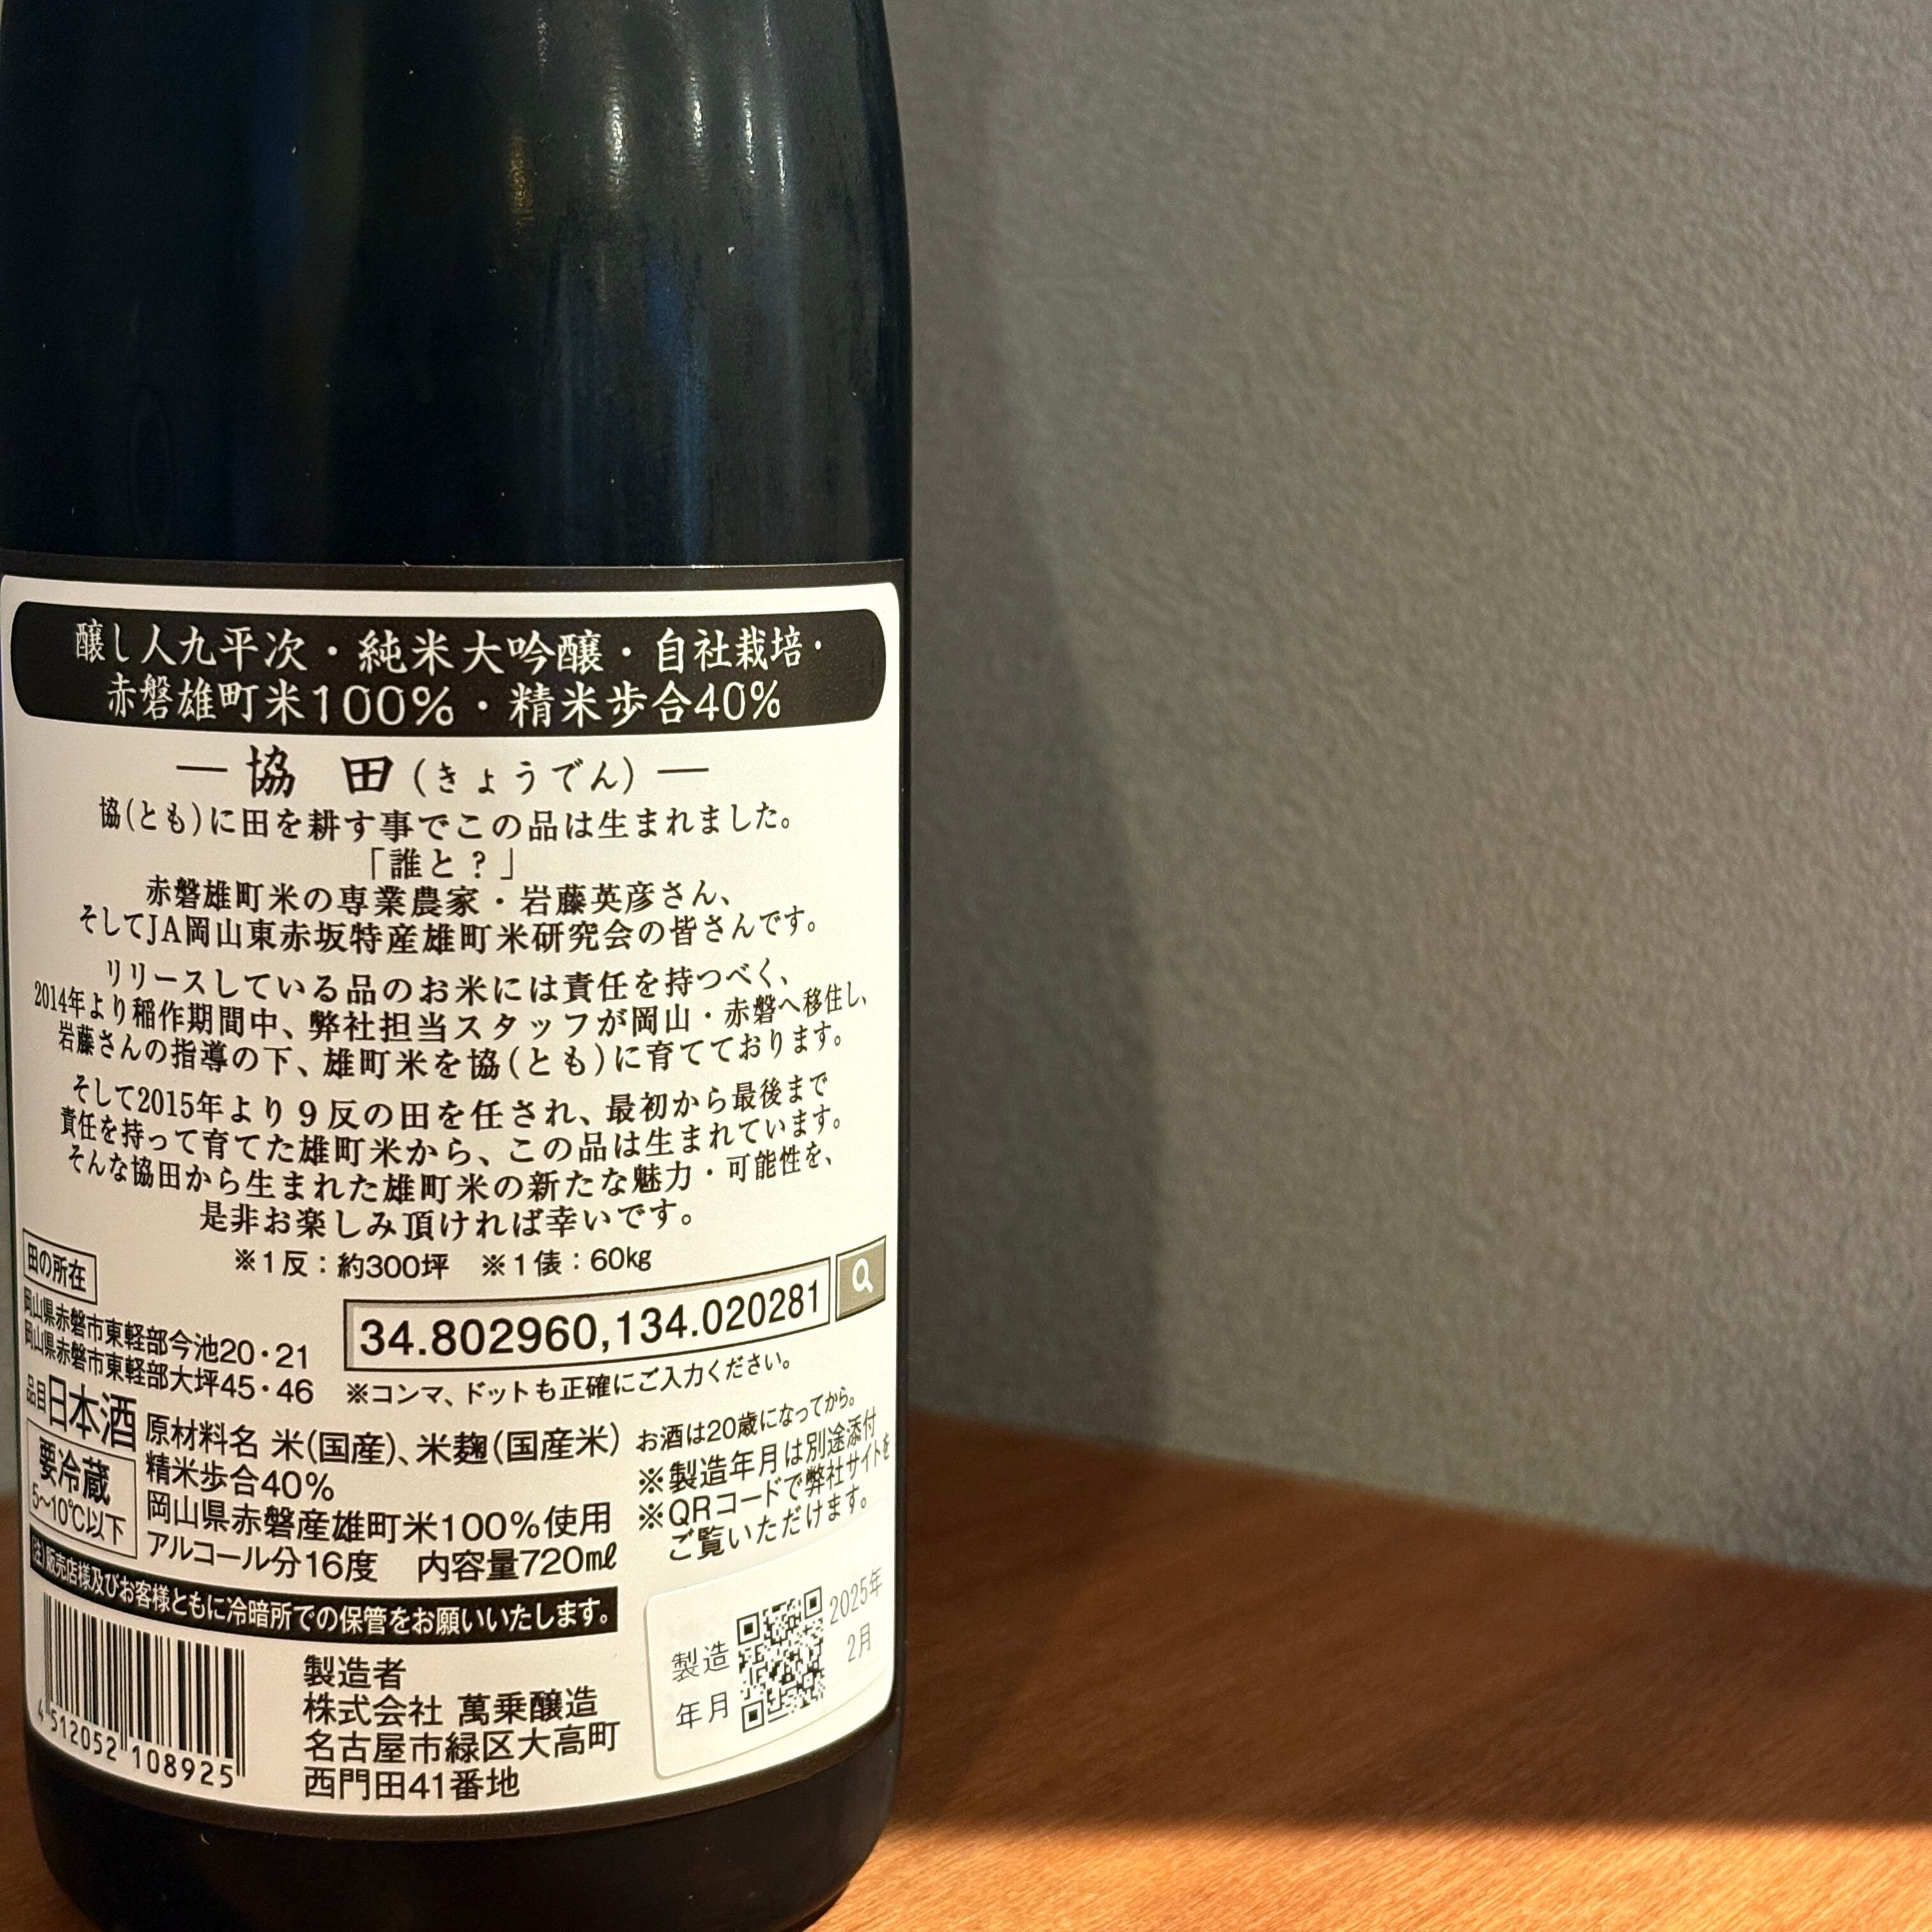 醸し人九平次・純米大吟醸・自社栽培・
赤磐雄町米100%・精米歩合40%
― 協 田 (きょうでん) ―
協(とも)に田を耕す事でこの品は生まれました。
「誰と？」
赤磐雄町米の専業農家・岩藤英彦さん、
そしてJA岡山東赤坂特産雄町米研究会の皆さんです。
リリースしている品のお米には責任を持つべく、
2014年より稲作期間中、弊社担当スタッフが岡山・赤磐へ移住し、
岩藤さんの指導の下、雄町米を協(とも)に育てております。
そして2015年より9反の田を任され、最初から最後まで
責任を持って育てた雄町米から、この品は生まれています。
そんな協田から生まれた雄町米の新たな魅力・可能性を、
是非お楽しみ頂ければ幸いです。
※1反：約300坪 ※1俵：60kg
田の所在
岡山県赤磐市東軽部今池20・21
岡山県赤磐市東軽部大坪45・46
34.802960,134.020281
※コンマ、ドットも正確にご入力ください。
品目 日本酒
要冷蔵
5〜10℃以下
原材料名 米(国産)、米麹(国産米)
精米歩合40%
岡山県赤磐産雄町米100%使用
アルコール分16度 内容量720ml
お酒は20歳になってから。
※製造年月は別途添付
※QRコードで弊社サイトを
ご覧いただけます。
(注)販売店様及びお客様ともに冷暗所での保管をお願いいたします。
4 512052 108925
製造者
株式会社 萬乗醸造
名古屋市緑区大高町
西門田41番地
製造
年月
2025年
2月